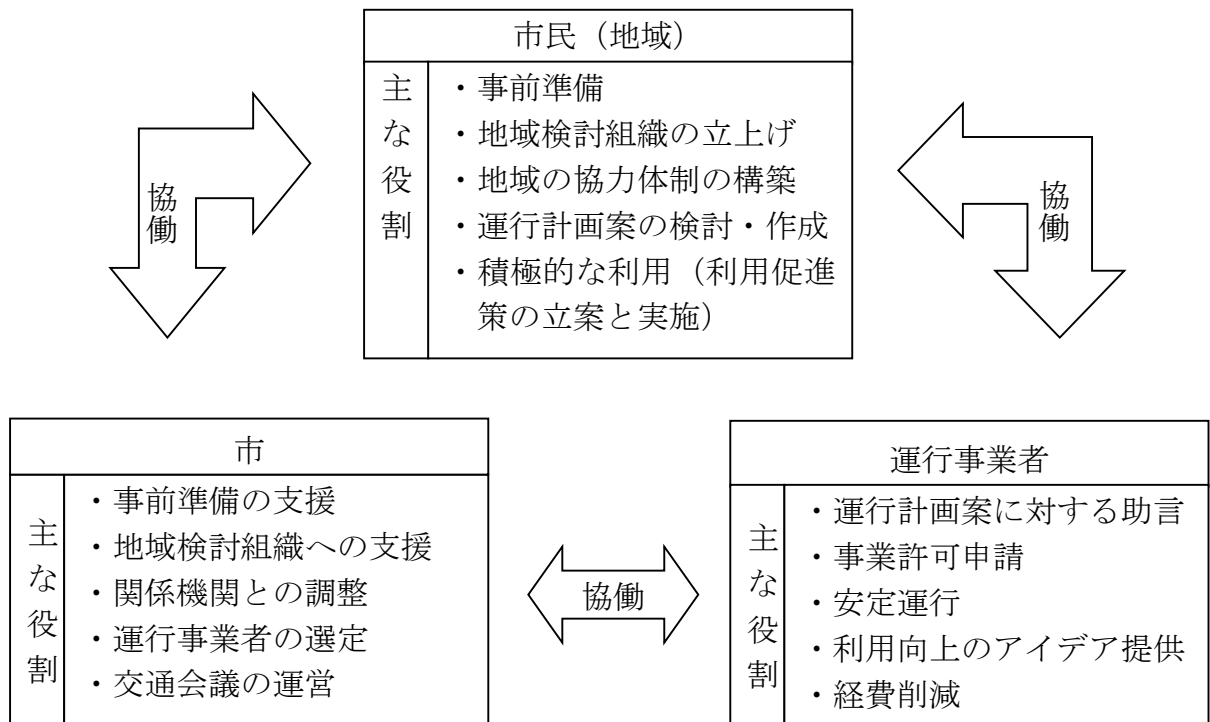 市民（地域）
主な役割
・事前準備
・地域検討組織の立上げ
・地域の協力体制の構築
・運行計画案の検討・作成
・積極的な利用（利用促進
策の立案と実施）
協働
協働
市
主な役割
・事前準備の支援
・地域検討組織への支援
・関係機関との調整
・運行事業者の選定
・交通会議の運営
協働
運行事業者
主な役割
・運行計画案に対する助言
・事業許可申請
・安定運行
・利用向上のアイデア提供
・経費削減